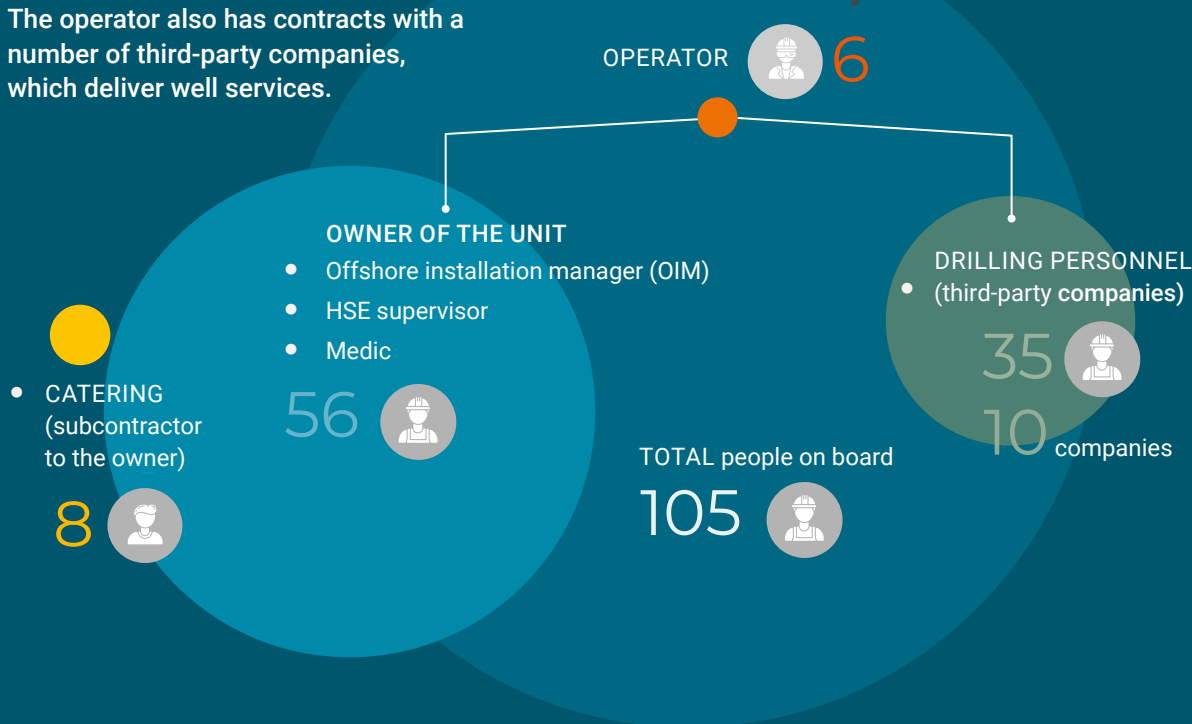 The operator also has contracts with a
number of third-party companies,
which deliver well services.
OPERATOR 6
OWNER OF THE UNIT
• Offshore installation manager (OIM)
• HSE supervisor
• Medic
56
DRILLING PERSONNEL
• (third-party companies)
35
10 companies
• CATERING
(subcontractor
to the owner)
8
TOTAL people on board
105